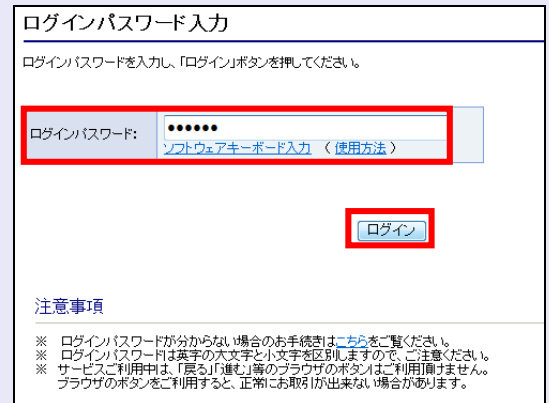 ログインパスワード入力
ログインパスワードを入力し、「ログイン」ボタンを押してください。
ログインパスワード: ●●●●●●
ソフトウェアキーボード入力 (使用方法)
ログイン
注意事項
※ ログインパスワードが分からない場合のお手続きはこちらをご覧ください。
※ ログインパスワードは英字の大文字と小文字を区別しますので、ご注意ください。
※ サービスご利用中は、「戻る」「進む」等のブラウザのボタンはご利用頂けません。
ブラウザのボタンをご利用すると、正常にお取引が出来ない場合があります。